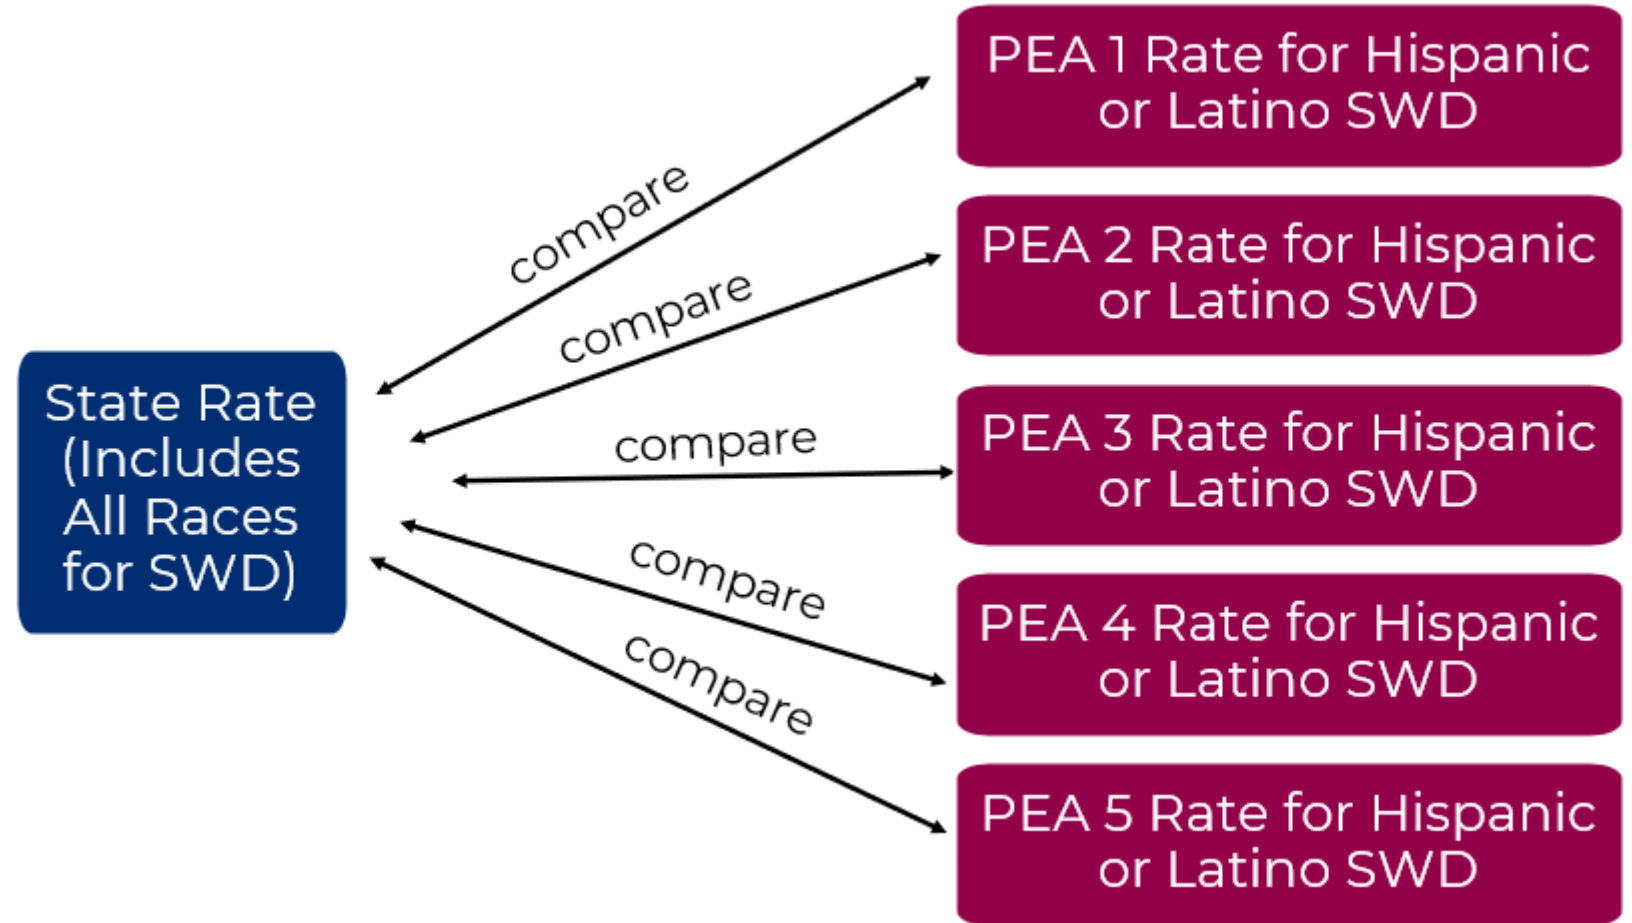 State Rate
(Includes
All Races
for SWD)
compare
compare
compare
compare
compare
PEA 1 Rate for Hispanic
or Latino SWD
PEA 2 Rate for Hispanic
or Latino SWD
PEA 3 Rate for Hispanic
or Latino SWD
PEA 4 Rate for Hispanic
or Latino SWD
PEA 5 Rate for Hispanic
or Latino SWD